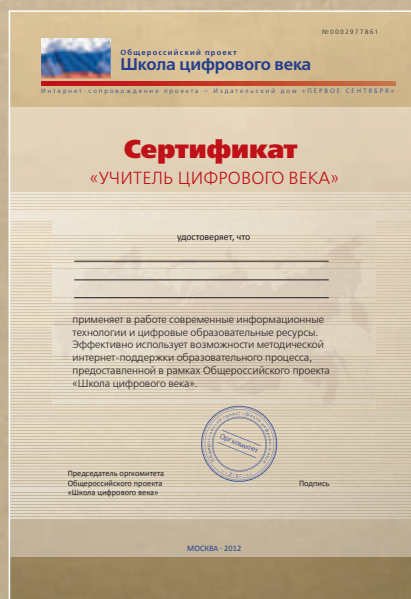 №0002977861
Общероссийский проект
Школа цифрового века
Интернет-сопровождение проекта – Издательский дом «ПЕРВОЕ СЕНТЯБРЯ»
Сертификат
«УЧИТЕЛЬ ЦИФРОВОГО ВЕКА»
удостоверяет, что
применяет в работе современные информационные
технологии и цифровые образовательные ресурсы.
Эффективно использует возможности методической
интернет-поддержки образовательного процесса,
предоставленной в рамках Общероссийского проекта
«Школа цифрового века».
Оргкомитет
Председатель оргкомитета
Общероссийского проекта
«Школа цифрового века»
Подпись
МОСКВА - 2012